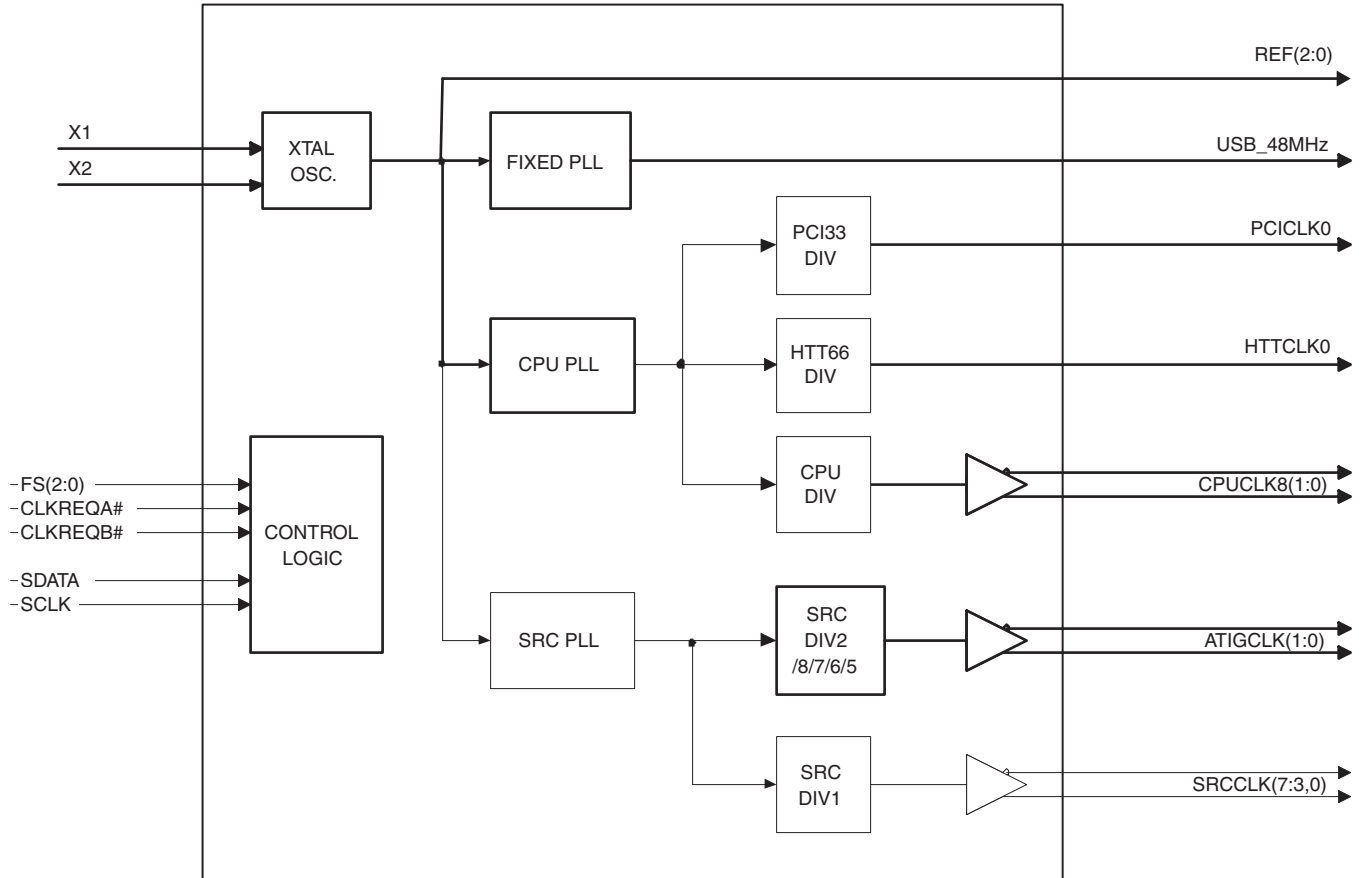 REF(2:0)
X1
X2
XTAL
OSC.
FIXED PLL
USB_48MHz
PCI33
DIV
PCICLK0
CPU PLL
HTT66
DIV
HTTCLK0
CPU
DIV
CPUCLK8(1:0)
FS(2:0)
CLKREQA#
CLKREQB#
SDATA
SCLK
CONTROL
LOGIC
SRC PLL
SRC
DIV2
/8/7/6/5
ATIGCLK(1:0)
SRC
DIV1
SRCCLK(7:3,0)